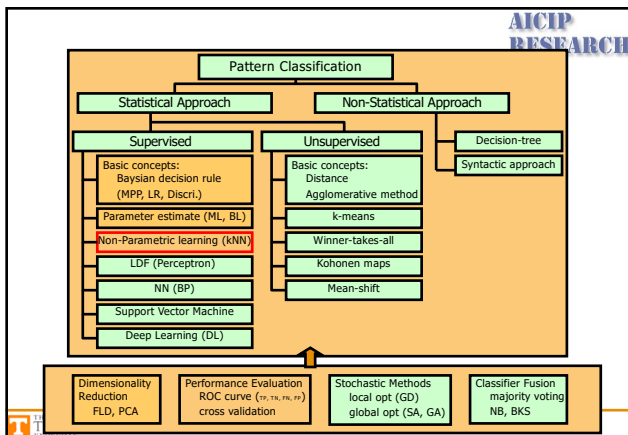 AICIP
RESEARCH
Pattern Classification
Statistical Approach
Non-Statistical Approach
Supervised
Unsupervised
Decision-tree
Syntactic approach
Basic concepts:
Baysian decision rule
(MPP, LR, Discri.)
Parameter estimate (ML, BL)
Non-Parametric learning (kNN)
LDF (Perceptron)
NN (BP)
Support Vector Machine
Deep Learning (DL)
Basic concepts:
Distance
Agglomerative method
k-means
Winner-takes-all
Kohonen maps
Mean-shift
Dimensionality
Reduction
FLD, PCA
Performance Evaluation
ROC curve (TP, TN, FN, FP)
cross validation
Stochastic Methods
local opt (GD)
global opt (SA, GA)
Classifier Fusion
majority voting
NB, BKS